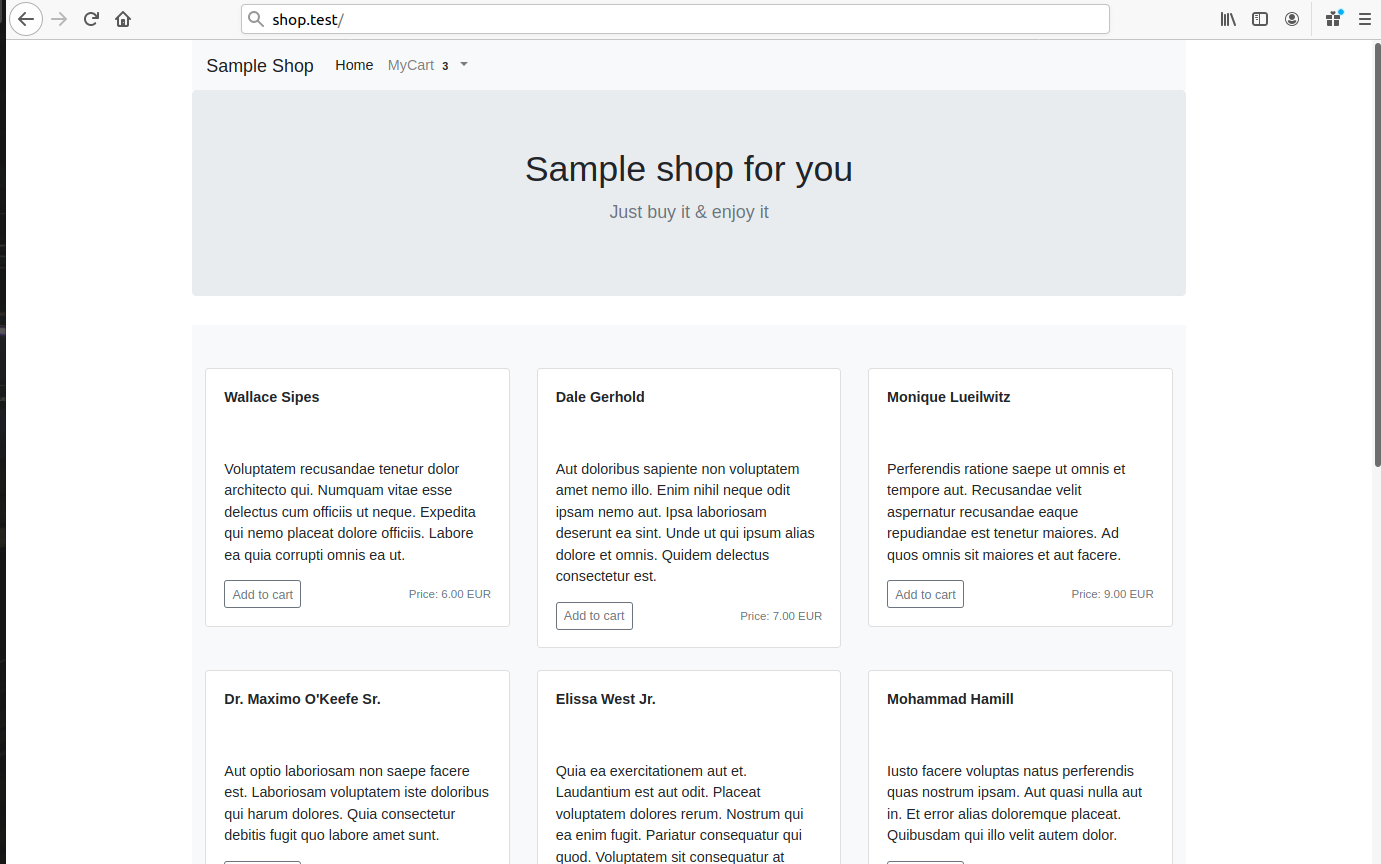 shop.test/
Sample Shop Home MyCart 3
Sample shop for you
Just buy it & enjoy it
Wallace Sipes
Voluptatem recusandae tenetur dolor
architecto qui. Numquam vitae esse
delectus cum officiis ut neque. Expedita
qui nemo placeat dolore officiis. Labore
ea quia corrupti omnis ea ut.
Add to cart Price: 6.00 EUR
Dale Gerhold
Aut doloribus sapiente non voluptatem
amet nemo illo. Enim nihil neque odit
ipsam nemo aut. Ipsa laboriosam
deserunt ea sint. Unde ut qui ipsum alias
dolore et omnis. Quidem delectus
consectetur est.
Add to cart Price: 7.00 EUR
Monique Lueilwitz
Perferendis ratione saepe ut omnis et
tempore aut. Recusandae velit
aspernatur recusandae eaque
repudiandae est tenetur maiores. Ad
quos omnis sit maiores et aut facere.
Add to cart Price: 9.00 EUR
Dr. Maximo O'Keefe Sr.
Aut optio laboriosam non saepe facere
est. Laboriosam voluptatem iste doloribus
qui harum dolores. Quia consectetur
debitis fugit quo labore amet sunt.
Elissa West Jr.
Quia ea exercitationem aut et.
Laudantium est aut odit. Placeat
voluptatem dolores rerum. Nostrum qui
ea enim fugit. Pariatur consequatur qui
quod. Voluptatem sit consequatur at
Mohammad Hamill
Iusto facere voluptas natus perferendis
quas nostrum ipsam. Aut quasi nulla aut
in. Et error alias doloremque placeat.
Quibusdam qui illo velit autem dolor.